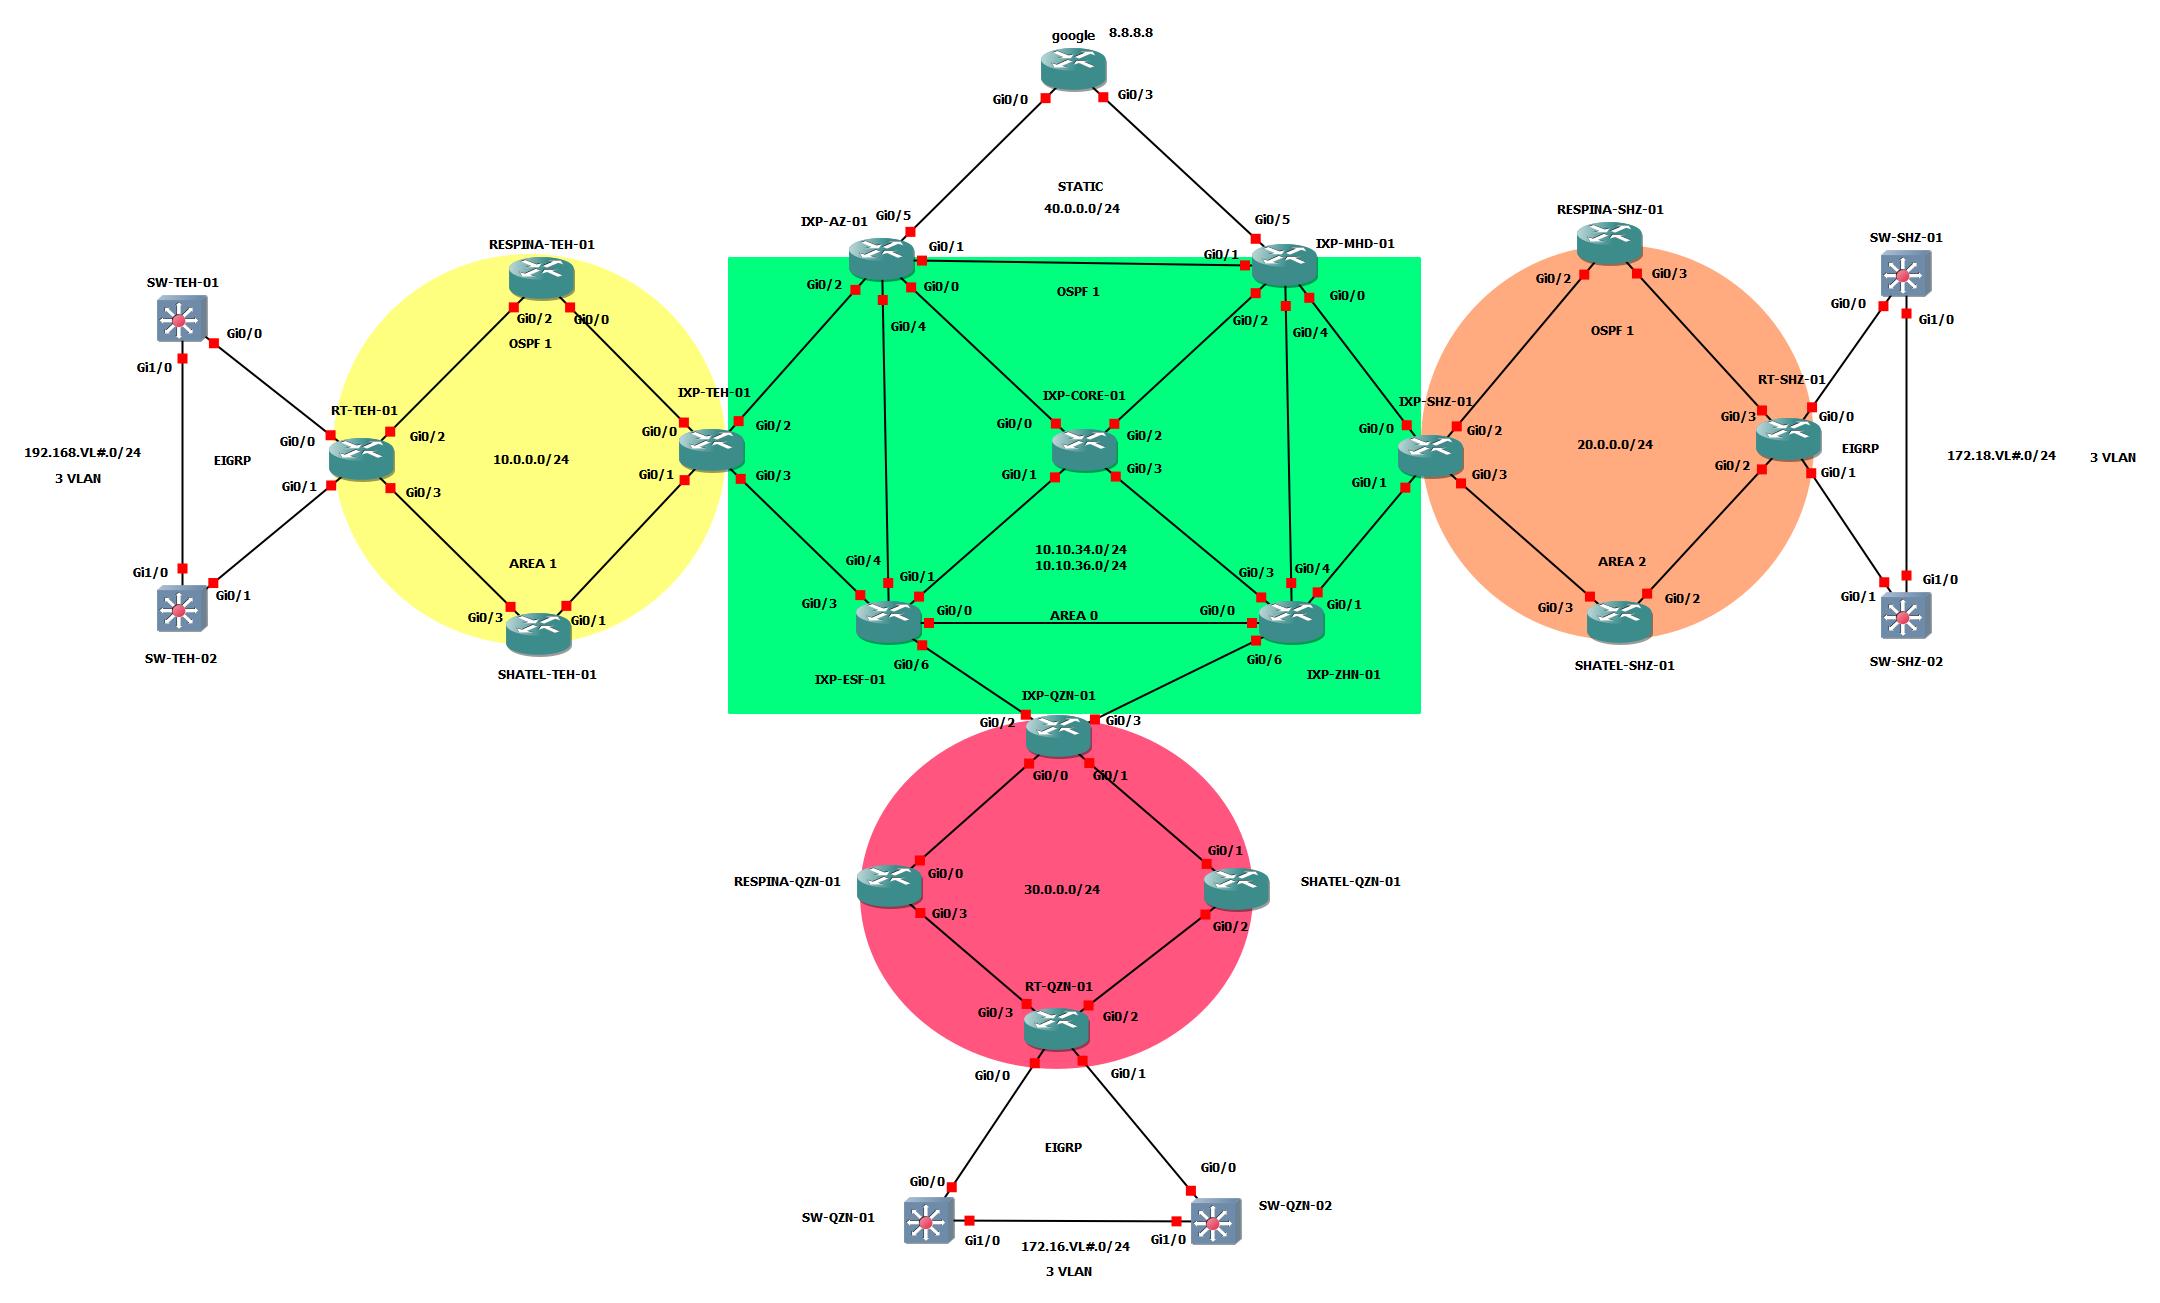 google 8.8.8.8
Gi0/0
Gi0/3
STATIC
40.0.0.0/24
IXP-AZ-01
Gi0/5
Gi0/5
IXP-MHD-01
Gi0/1
Gi0/1
Gi0/2
Gi0/0
Gi0/4
OSPF 1
Gi0/2
Gi0/0
Gi0/4
RESPINA-TEH-01
Gi0/2
Gi0/0
OSPF 1
SW-TEH-01
Gi0/0
Gi1/0
RT-TEH-01
Gi0/0
Gi0/2
192.168.VL#.0/24
3 VLAN
EIGRP
10.0.0.0/24
Gi0/1
Gi0/3
IXP-TEH-01
Gi0/0
Gi0/2
Gi0/1
Gi0/3
AREA 1
Gi1/0
Gi0/1
SW-TEH-02
Gi0/3
Gi0/1
SHATEL-TEH-01
IXP-CORE-01
Gi0/0
Gi0/2
Gi0/1
Gi0/3
10.10.34.0/24
10.10.36.0/24
Gi0/4
Gi0/1
Gi0/3
Gi0/0
AREA 0
Gi0/3
Gi0/4
Gi0/0
Gi0/1
Gi0/6
IXP-ESF-01
Gi0/6
IXP-ZHN-01
RESPINA-SHZ-01
Gi0/2
Gi0/3
OSPF 1
SW-SHZ-01
Gi0/0
Gi1/0
IXP-SHZ-01
Gi0/0
Gi0/2
Gi0/1
Gi0/3
20.0.0.0/24
RT-SHZ-01
Gi0/3
Gi0/0
Gi0/2
Gi0/1
EIGRP
172.18.VL#.0/24
3 VLAN
AREA 2
Gi0/3
Gi0/2
SHATEL-SHZ-01
Gi1/0
Gi0/1
SW-SHZ-02
IXP-QZN-01
Gi0/2
Gi0/3
Gi0/0
Gi0/1
RESPINA-QZN-01
Gi0/0
Gi0/3
30.0.0.0/24
Gi0/1
Gi0/2
SHATEL-QZN-01
RT-QZN-01
Gi0/3
Gi0/2
Gi0/0
Gi0/1
EIGRP
Gi0/0
Gi0/0
SW-QZN-01
SW-QZN-02
Gi1/0
172.16.VL#.0/24
Gi1/0
3 VLAN